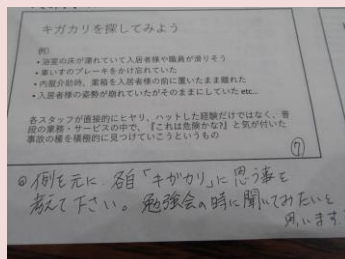 キガカリを探してみよう
例）
・浴室の床が濡れていて入居者様や職員が滑りそう
・車いすのブレーキをかけ忘れていた
・内服介助時、薬箱を入居者様の前に置いたまま離れた
・入居者様の姿勢が崩れていたがそのままにしていた etc...
各スタッフが直接的にヒヤリ、ハットした経験だけではなく、普
段の業務・サービスの中で、『これは危険かな?』と気が付いた
事故の種を積極的に見つけていこうというもの
⑦
◎例を元に、各自「キガカリ」に思う事を
考えて下さい。勉強会の時に聞いてみたいと
思います